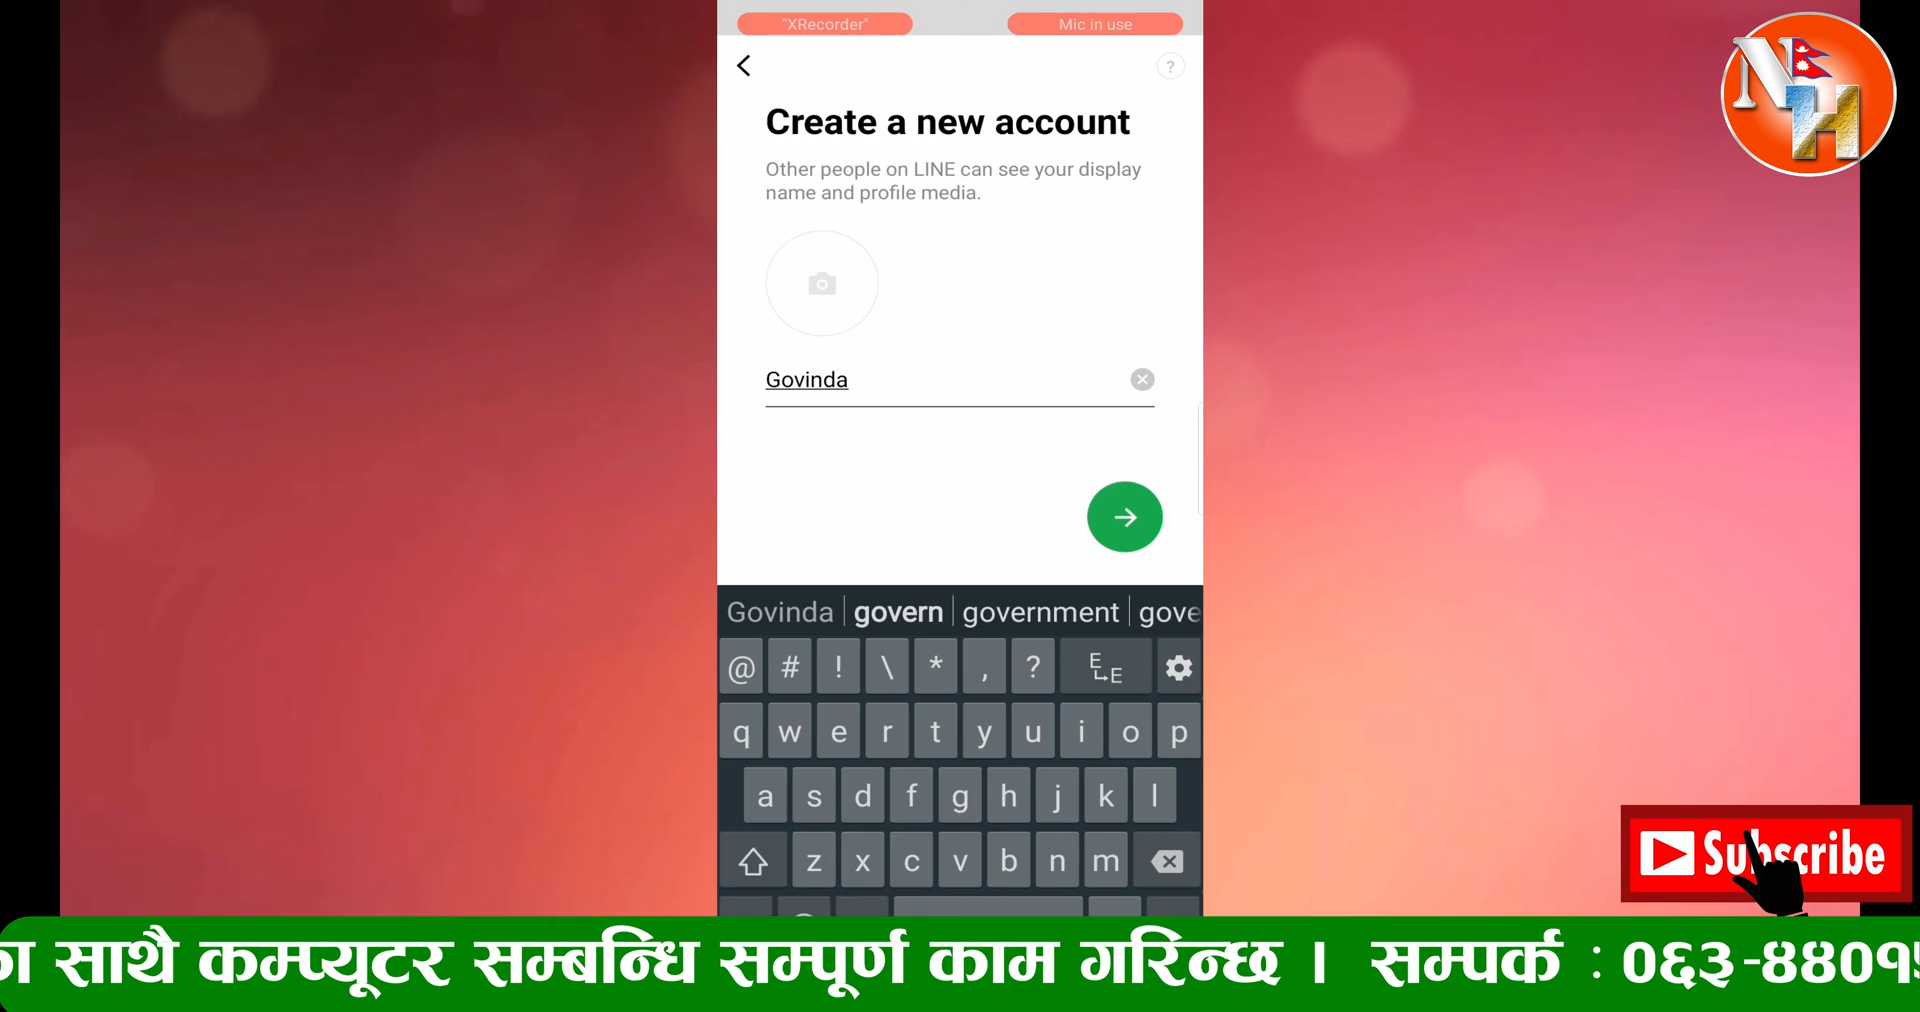 "XRecorder" Mic in use
?
Create a new account
Other people on LINE can see your display
name and profile media.
Govinda
Govinda govern government gove
@ # ! \ * , ? E E
q w e r t y u i o p
a s d f g h j k l
z x c v b n m
NH
Subscribe
साथै कम्प्यूटर सम्बन्धि सम्पूर्ण काम गरिन्छ । सम्पर्क : ०६३-४४०१